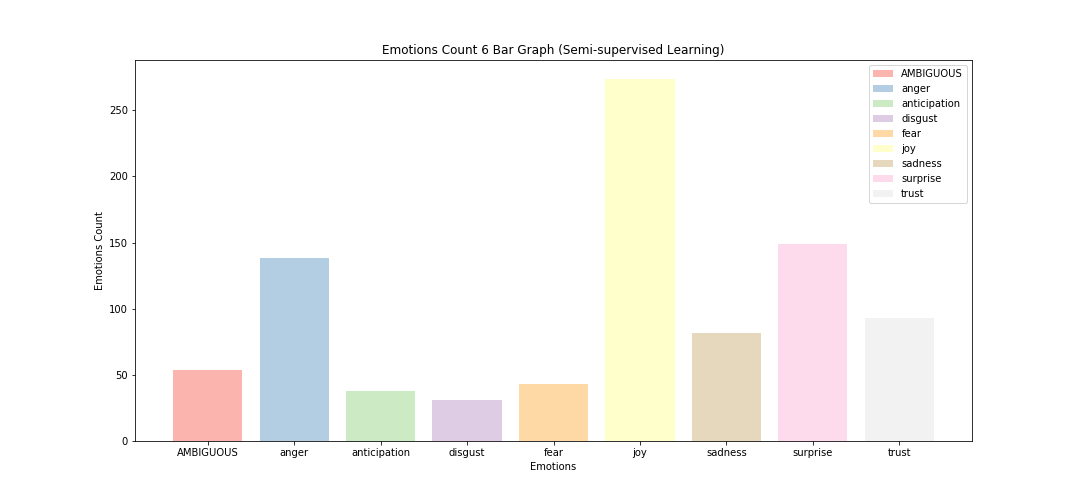 Emotions Count 6 Bar Graph (Semi-supervised Learning)
AMBIGUOUS
anger
anticipation
disgust
fear
joy
sadness
surprise
trust
Emotions Count
250
200
150
100
50
0
AMBIGUOUS anger anticipation disgust fear joy sadness surprise trust
Emotions